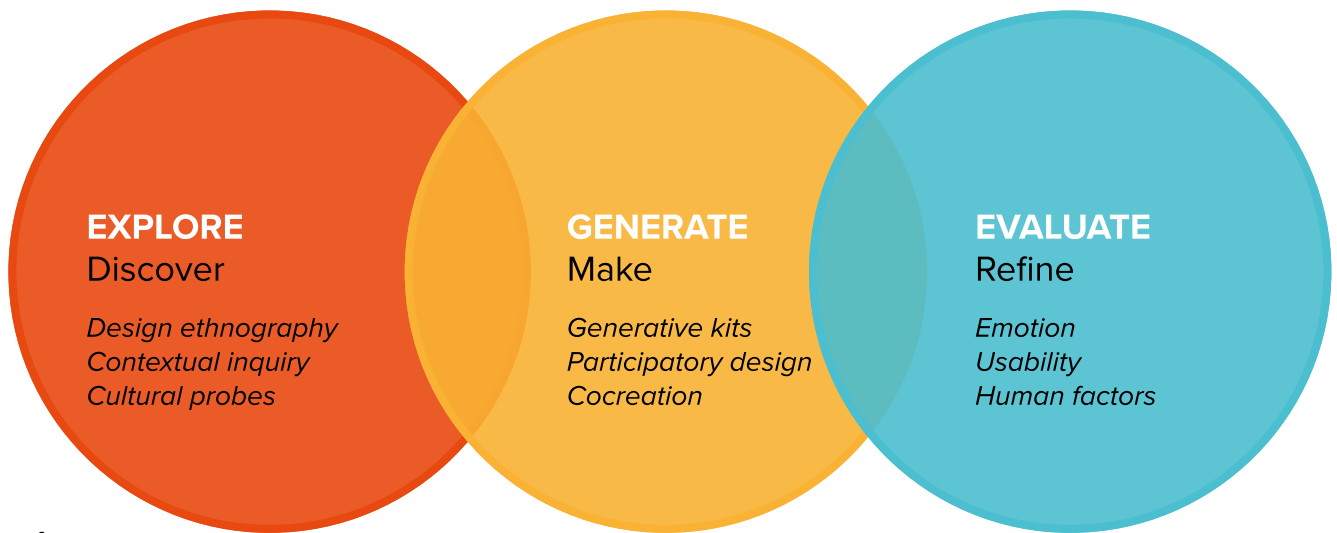 EXPLORE
Discover
Design ethnography
Contextual inquiry
Cultural probes
GENERATE
Make
Generative kits
Participatory design
Cocreation
EVALUATE
Refine
Emotion
Usability
Human factors